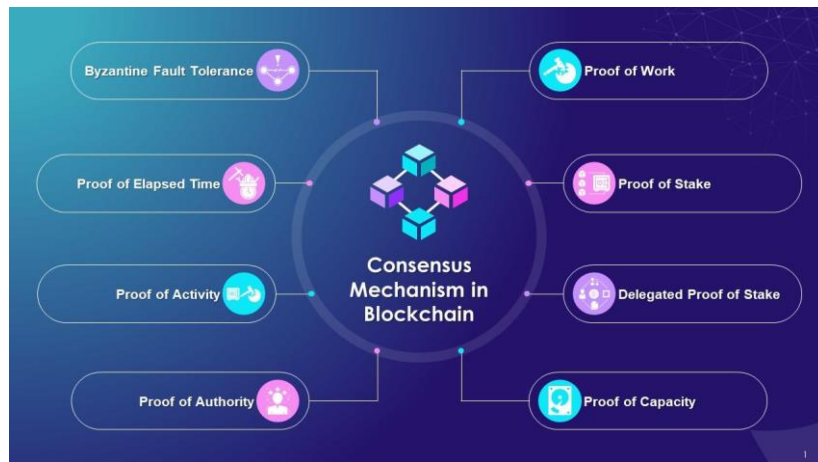 Byzantine Fault Tolerance
Proof of Work
Proof of Elapsed Time
Proof of Stake
Consensus
Mechanism in
Blockchain
Proof of Activity
Delegated Proof of Stake
Proof of Authority
Proof of Capacity
1